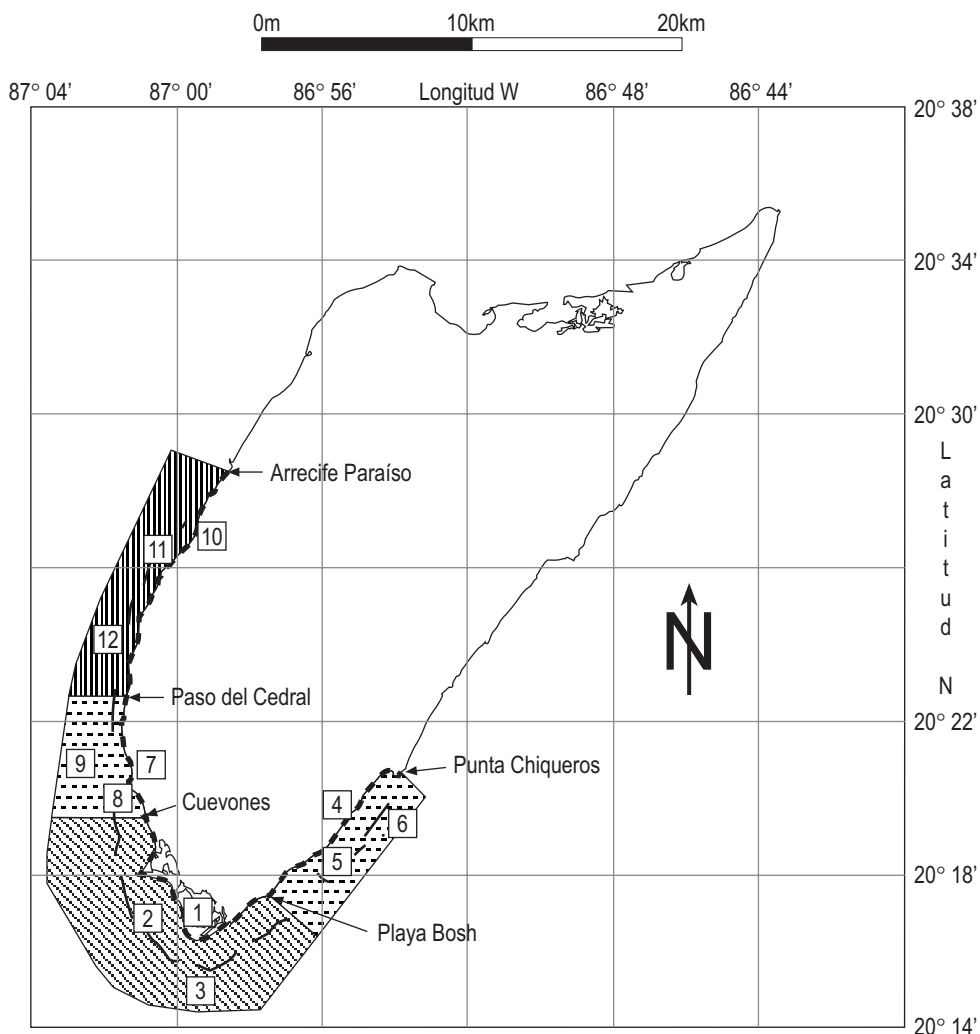 0m 10km 20km
87° 04’ 87° 00’ 86° 56’ Longitud W 86° 48’ 86° 44’
20° 38’
20° 34’
20° 30’
Latitud N
Arrecife Paraíso
10
11
N
12
Paso del Cedral
20° 22’
9
7
Punta Chiqueros
8
Cuevones
4
6
5
20° 18’
1
2
Playa Bosh
3
20° 14’